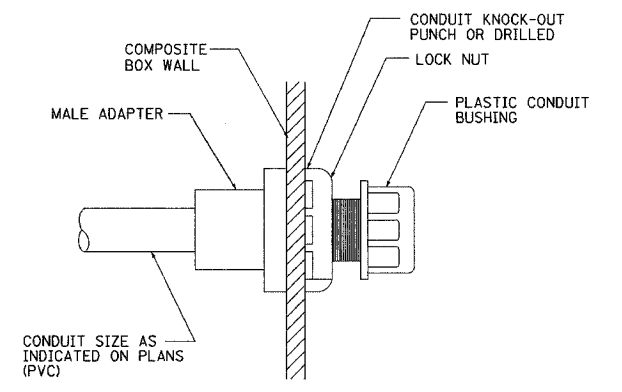 CONDUIT KNOCK-OUT
PUNCH OR DRILLED
COMPOSITE
BOX WALL
LOCK NUT
MALE ADAPTER
PLASTIC CONDUIT
BUSHING
CONDUIT SIZE AS
INDICATED ON PLANS
(PVC)